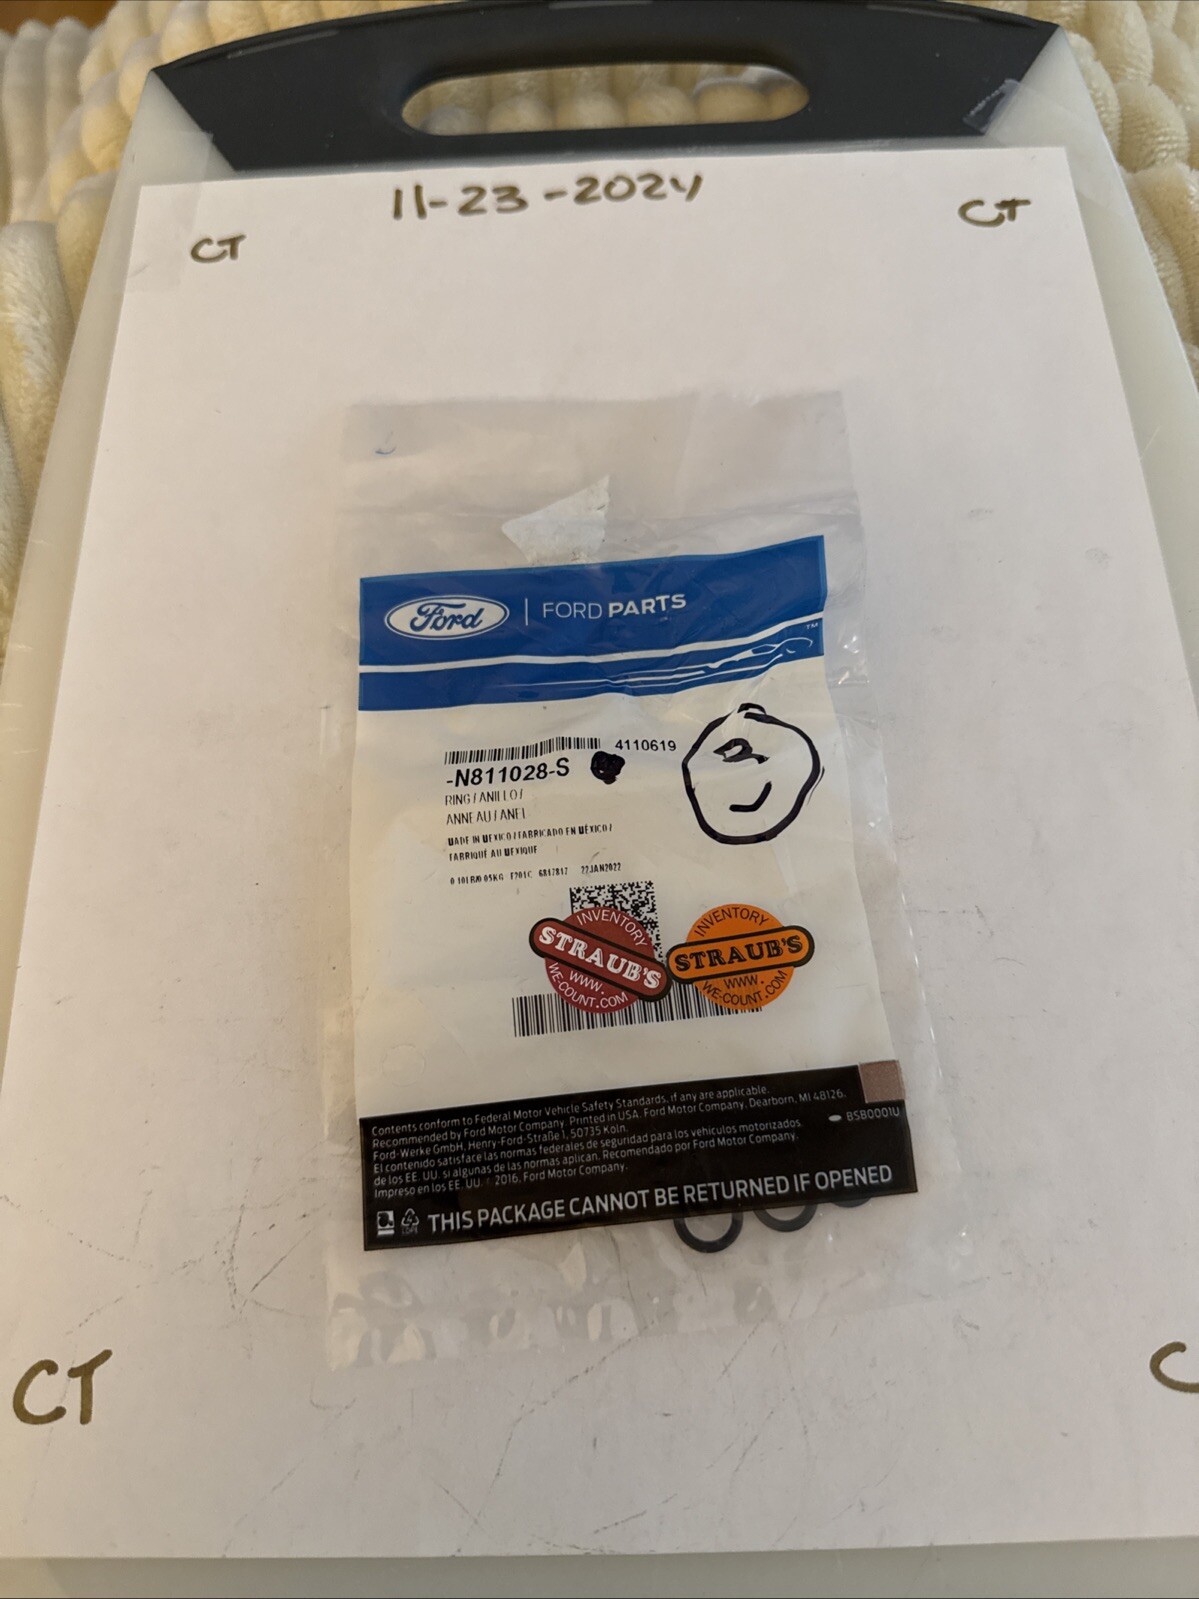 11-23-2024
CT
CT
Ford | FORD PARTS
TM
4110619
-N811028-S
RING/ANILLO/
ANNEAU/ANEL
MADE IN MEXICO/FABRICADO EN MÉXICO/
FABRIQUÉ AU MEXIQUE
22JAN2022
INVENTORY
STRAUB'S
WWW.
WE-COUNT.COM
INVENTORY
STRAUB'S
WWW.
WE-COUNT.COM
Contents conform to Federal Motor Vehicle Safety Standards, if any are applicable.
Recommended by Ford Motor Company. Printed in USA. Ford Motor Company, Dearborn, MI 48126.
Ford-Werke GmbH, Henry-Ford-Straße 1, 50735 Köln.
El contenido satisface las normas federales de seguridad para los vehículos motorizados
de los EE. UU. si algunas de las normas aplican. Recomendado por Ford Motor Company.
Impreso en los EE. UU. © 2016, Ford Motor Company.
BSB0001U
THIS PACKAGE CANNOT BE RETURNED IF OPENED
CT
C